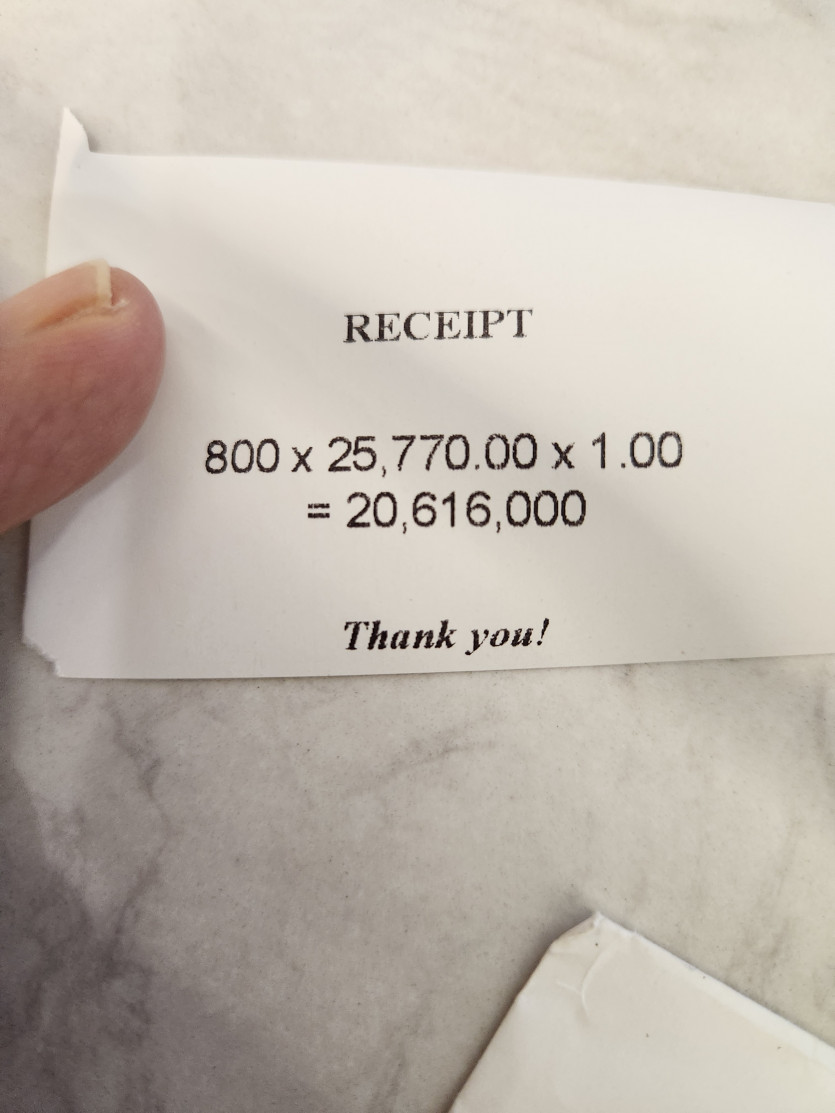 RECEIPT
800 x 25,770.00 x 1.00
= 20,616,000
Thank you!